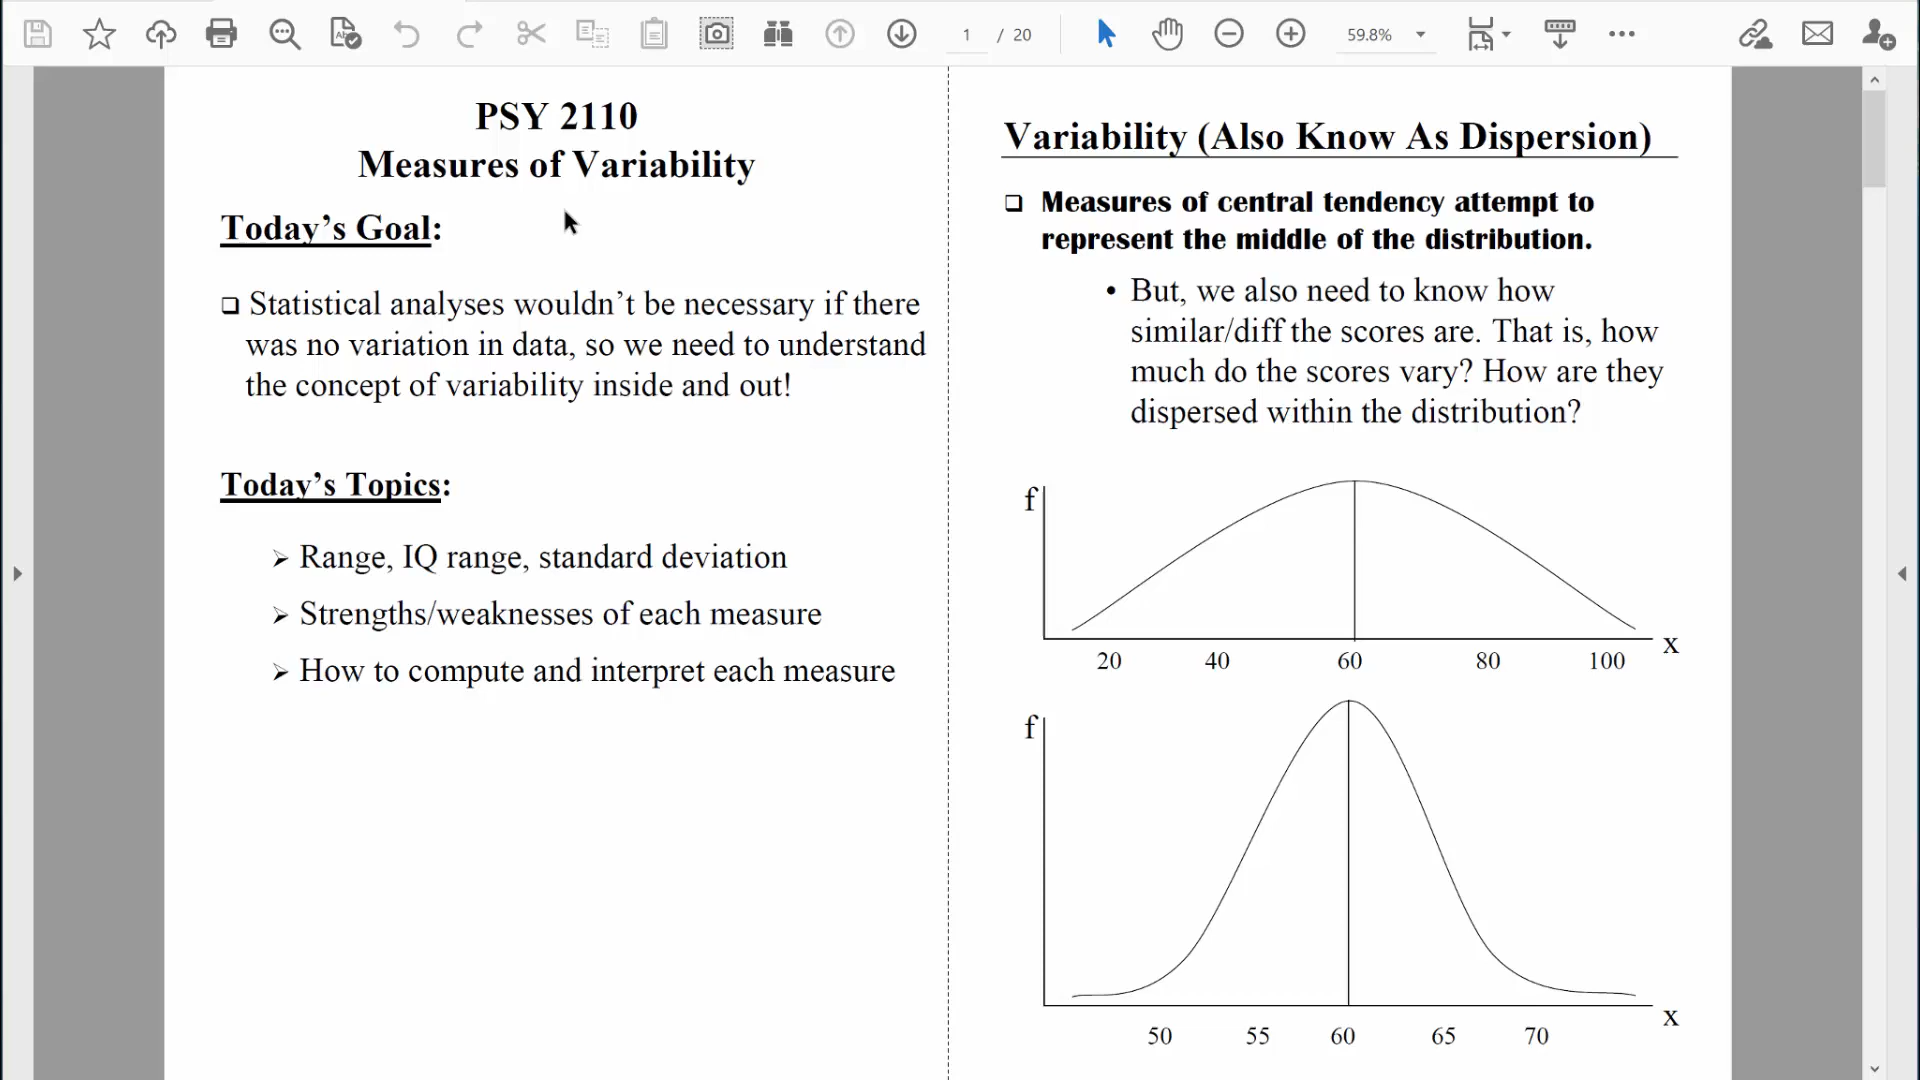 1 / 20
59.8%
PSY 2110
Measures of Variability
Today’s Goal:
❑ Statistical analyses wouldn’t be necessary if there
was no variation in data, so we need to understand
the concept of variability inside and out!
Today’s Topics:
➢ Range, IQ range, standard deviation
➢ Strengths/weaknesses of each measure
➢ How to compute and interpret each measure
Variability (Also Know As Dispersion)
❑ Measures of central tendency attempt to
represent the middle of the distribution.
• But, we also need to know how
similar/diff the scores are. That is, how
much do the scores vary? How are they
dispersed within the distribution?
f
x
20 40 60 80 100
f
x
50 55 60 65 70